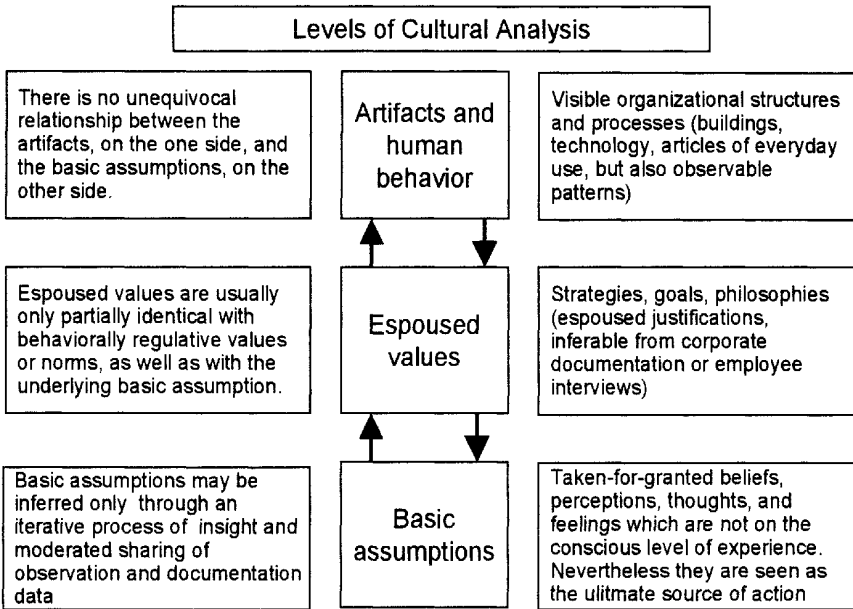 Levels of Cultural Analysis
There is no unequivocal
relationship between the
artifacts, on the one side, and
the basic assumptions, on the
other side.
Artifacts and
human
behavior
Visible organizational structures
and processes (buildings,
technology, articles of everyday
use, but also observable
patterns)
Espoused values are usually
only partially identical with
behaviorally regulative values
or norms, as well as with the
underlying basic assumption.
Espoused
values
Strategies, goals, philosophies
(espoused justifications,
inferable from corporate
documentation or employee
interviews)
Basic assumptions may be
inferred only through an
iterative process of insight and
moderated sharing of
observation and documentation
data
Basic
assumptions
Taken-for-granted beliefs,
perceptions, thoughts, and
feelings which are not on the
conscious level of experience.
Nevertheless they are seen as
the ulitmate source of action